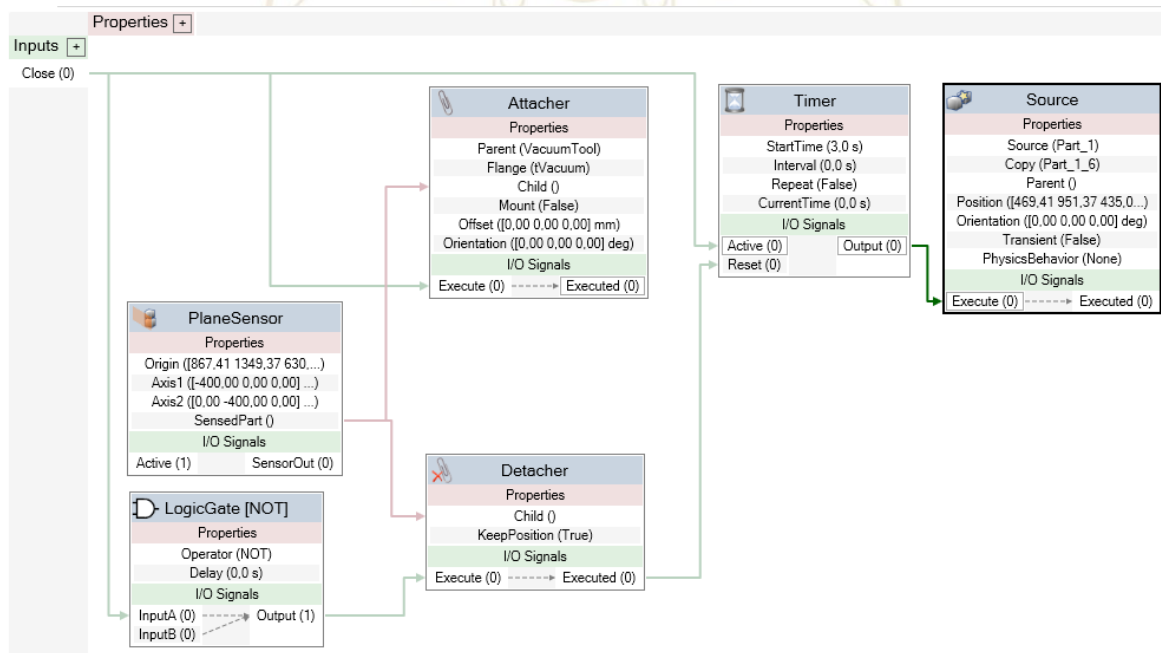 Properties +
Inputs +
Close (0)
Attacher
Properties
Parent (VacuumTool)
Flange (tVacuum)
Child ()
Mount (False)
Offset ([0,00 0,00 0,00] mm)
Orientation ([0,00 0,00 0,00] deg)
I/O Signals
Execute (0) Executed (0)
Timer
Properties
StartTime (3,0 s)
Interval (0,0 s)
Repeat (False)
CurrentTime (0,0 s)
I/O Signals
Active (0) Output (0)
Reset (0)
Source
Properties
Source (Part_1)
Copy (Part_1_6)
Parent ()
Position ([469,41 951,37 435,0...)
Orientation ([0,00 0,00 0,00] deg)
Transient (False)
PhysicsBehavior (None)
I/O Signals
Execute (0) Executed (0)
PlaneSensor
Properties
Origin ([867,41 1349,37 630,...)
Axis1 ([-400,00 0,00 0,00] ...)
Axis2 ([0,00 -400,00 0,00] ...)
SensedPart ()
I/O Signals
Active (1) SensorOut (0)
LogicGate [NOT]
Properties
Operator (NOT)
Delay (0,0 s)
I/O Signals
InputA (0) Output (1)
InputB (0)
Detacher
Properties
Child ()
KeepPosition (True)
I/O Signals
Execute (0) Executed (0)